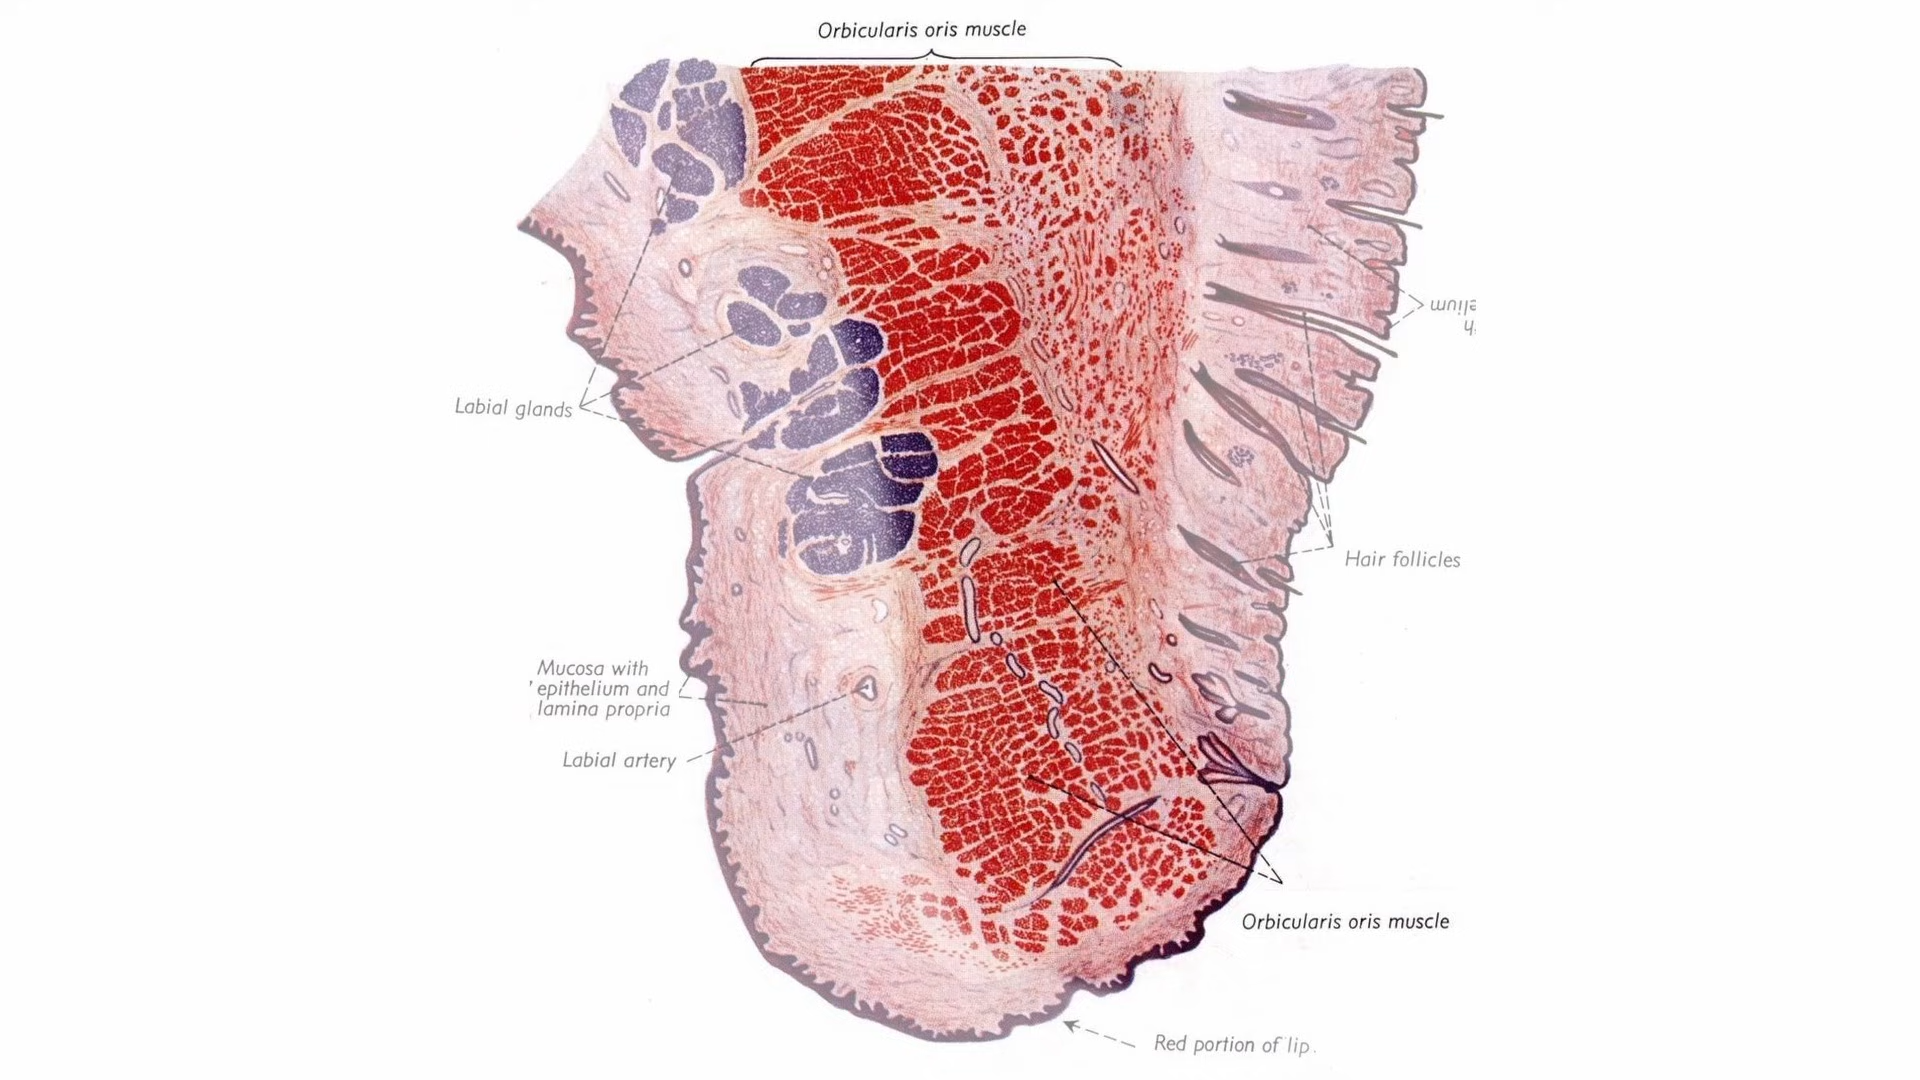 Orbicularis oris muscle
Labial glands
Hair follicles
Mucosa with
epithelium and
lamina propria
Labial artery
Orbicularis oris muscle
Red portion of lip.